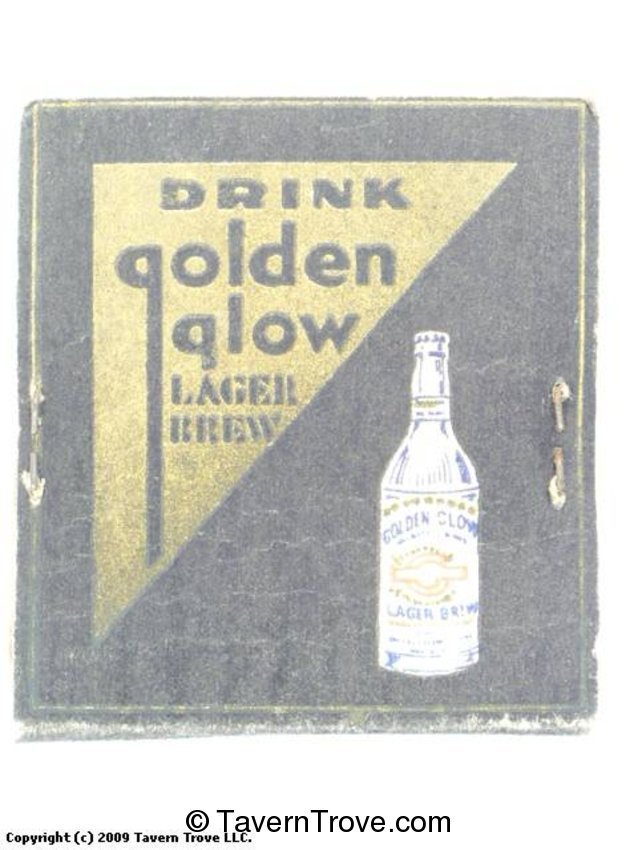 DRINK
golden
glow
LAGER
BREW
GOLDEN GLOW
LAGER BREW
© TavernTrove.com
Copyright (c) 2009 Tavern Trove LLC.